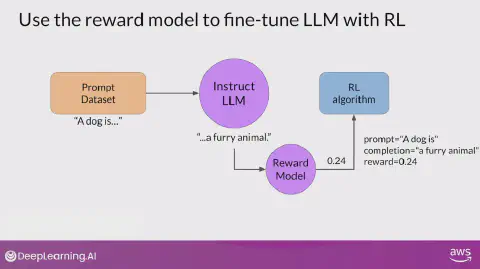 Use the reward model to fine-tune LLM with RL
Prompt
Dataset
"A dog is..."
Instruct
LLM
"...a furry animal."
Reward
Model
0.24
RL
algorithm
prompt="A dog is"
completion="a furry animal"
reward=0.24
DeepLearning.AI
aws